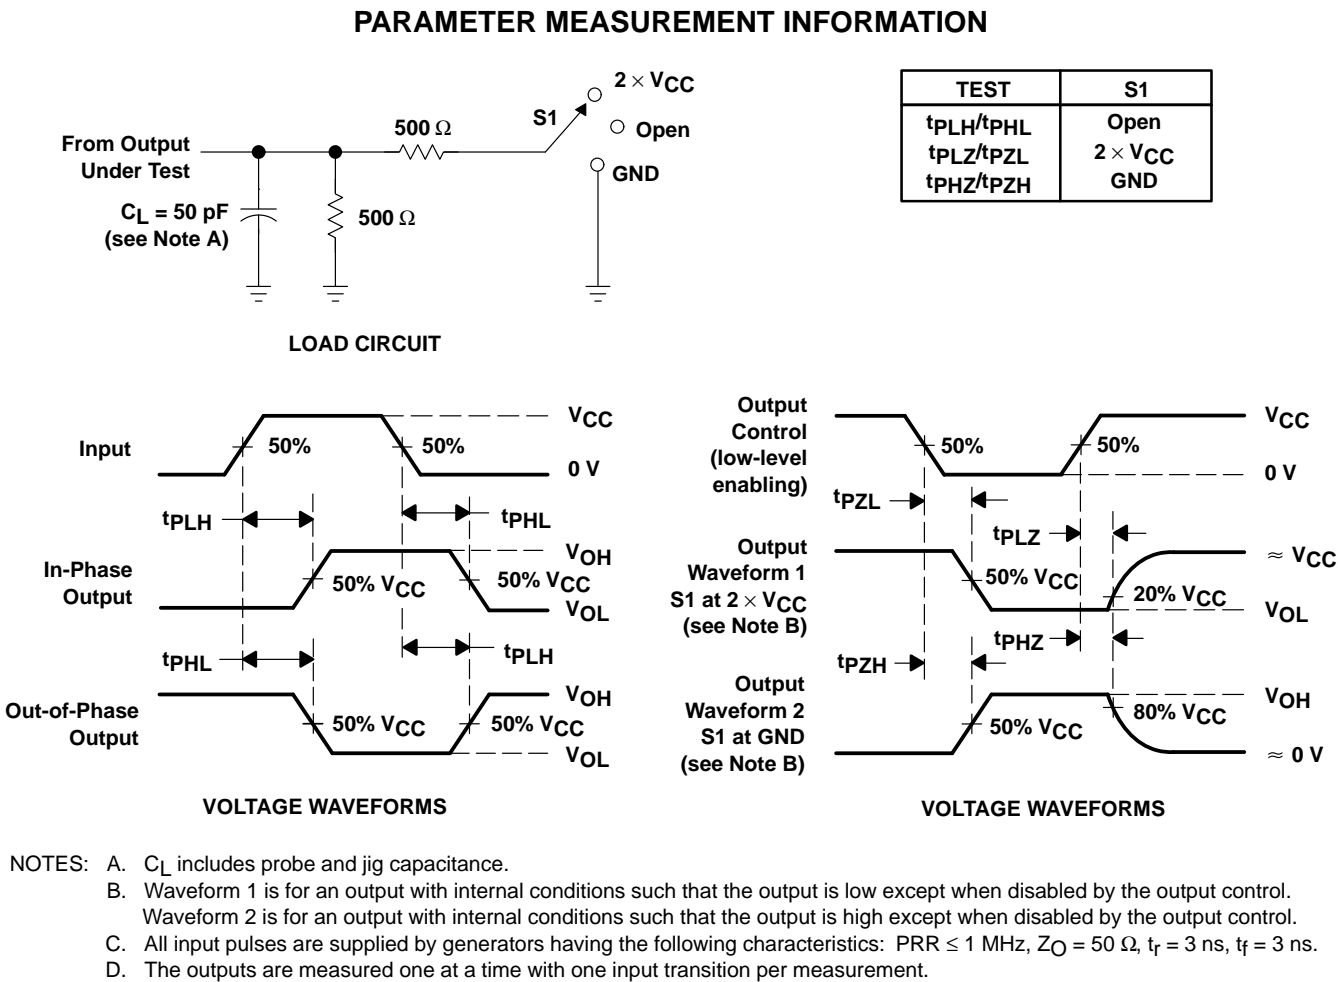 PARAMETER MEASUREMENT INFORMATION
2 × VCC
S1
500 Ω
Open
From Output
Under Test
GND
CL = 50 pF
(see Note A)
500 Ω
LOAD CIRCUIT
TEST S1
tPLH/tPHL Open
tPLZ/tPZL 2 × VCC
tPHZ/tPZH GND
Input
50%
50%
VCC
0 V
tPLH
tPHL
In-Phase
Output
50% VCC
50% VCC
VOH
VOL
tPHL
tPLH
Out-of-Phase
Output
50% VCC
50% VCC
VOH
VOL
VOLTAGE WAVEFORMS
Output
Control
(low-level
enabling)
50%
50%
VCC
0 V
tPZL
tPLZ
Output
Waveform 1
S1 at 2 × VCC
(see Note B)
50% VCC
20% VCC
≈ VCC
VOL
tPZH
tPHZ
Output
Waveform 2
S1 at GND
(see Note B)
50% VCC
80% VCC
VOH
≈ 0 V
VOLTAGE WAVEFORMS
NOTES: A. CL includes probe and jig capacitance.
B. Waveform 1 is for an output with internal conditions such that the output is low except when disabled by the output control.
Waveform 2 is for an output with internal conditions such that the output is high except when disabled by the output control.
C. All input pulses are supplied by generators having the following characteristics: PRR ≤ 1 MHz, ZO = 50 Ω, tr = 3 ns, tf = 3 ns.
D. The outputs are measured one at a time with one input transition per measurement.